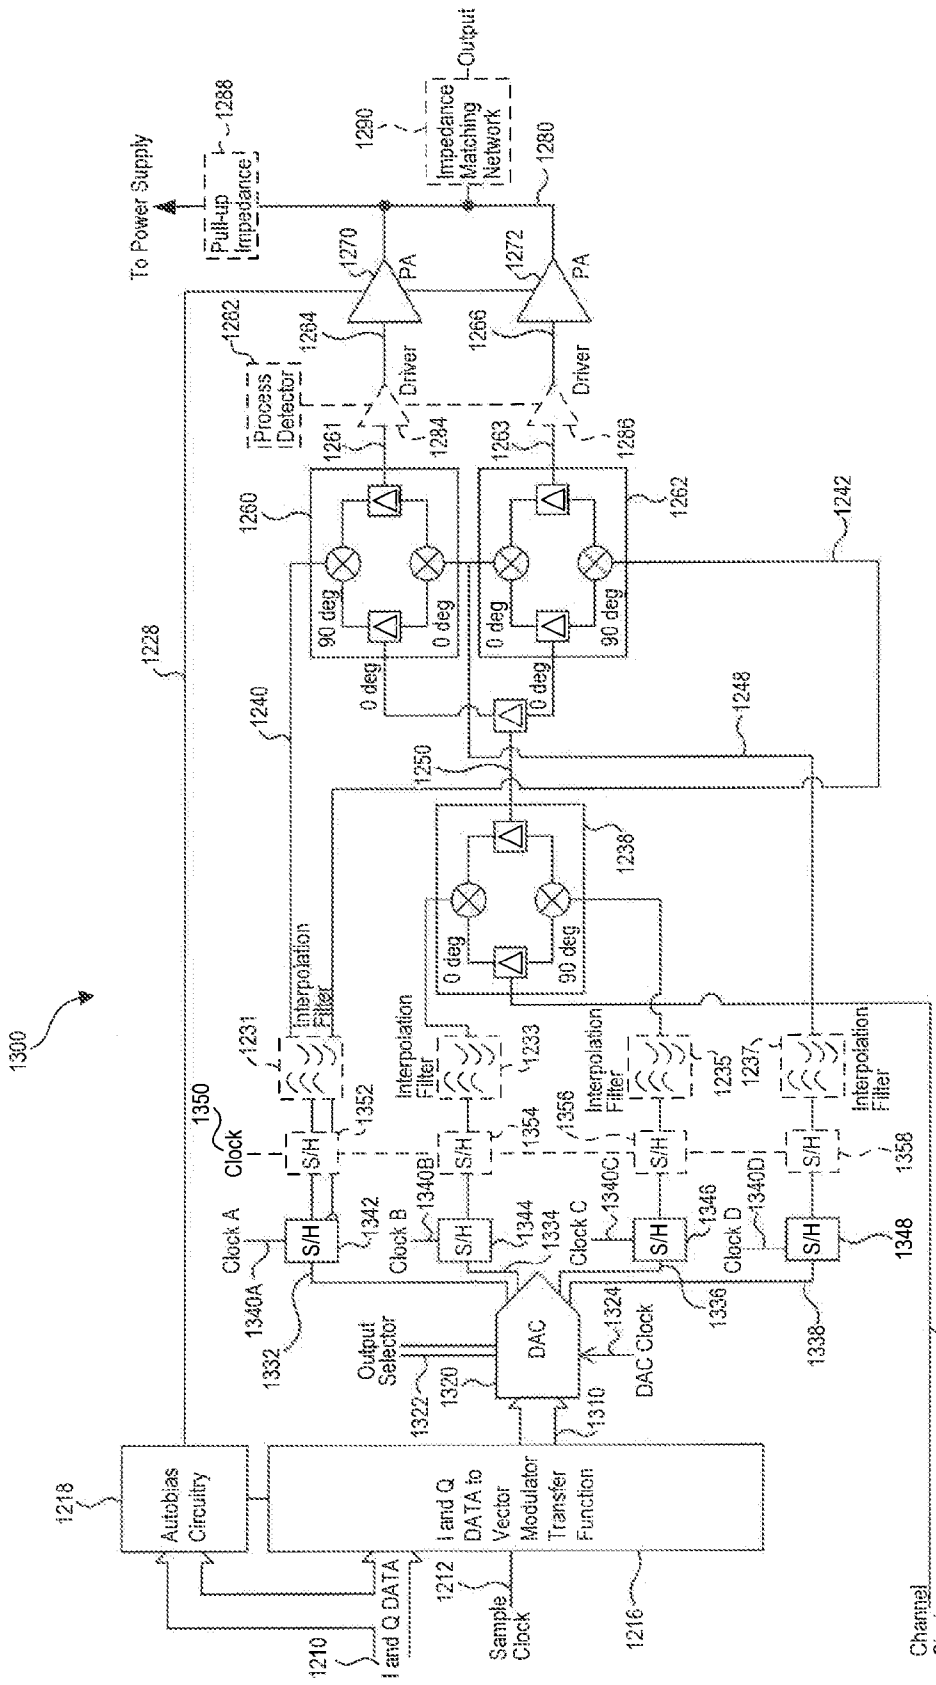 1300
1218
Autobias
Circuitry
1228
1210
I and Q DATA
Sample
Clock
1212
I and Q
DATA to
Vector
Modulator
Transfer
Function
1216
1310
Output
Selector
1322
1320
DAC
1324
DAC Clock
1332
1334
1336
1338
Clock A
1340A
S/H
1342
Clock B
1340B
S/H
1344
Clock C
1340C
S/H
1346
Clock D
1340D
S/H
1348
Clock
1350
S/H
1352
S/H
1354
S/H
1356
S/H
1358
1231
Interpolation
Filter
Interpolation
Filter
1233
Interpolation
Filter
1235
1237
Interpolation
Filter
1240
1238
0 deg
90 deg
1250
1248
1242
0 deg
0 deg
1260
90 deg
0 deg
0 deg
90 deg
1262
1261
1263
1282
Process
Detector
Driver
1284
Driver
1286
1264
1266
1270
PA
1272
PA
To Power Supply
Pull-up
Impedance
1288
1280
1290
Impedance
Matching
Network
Output
Channel